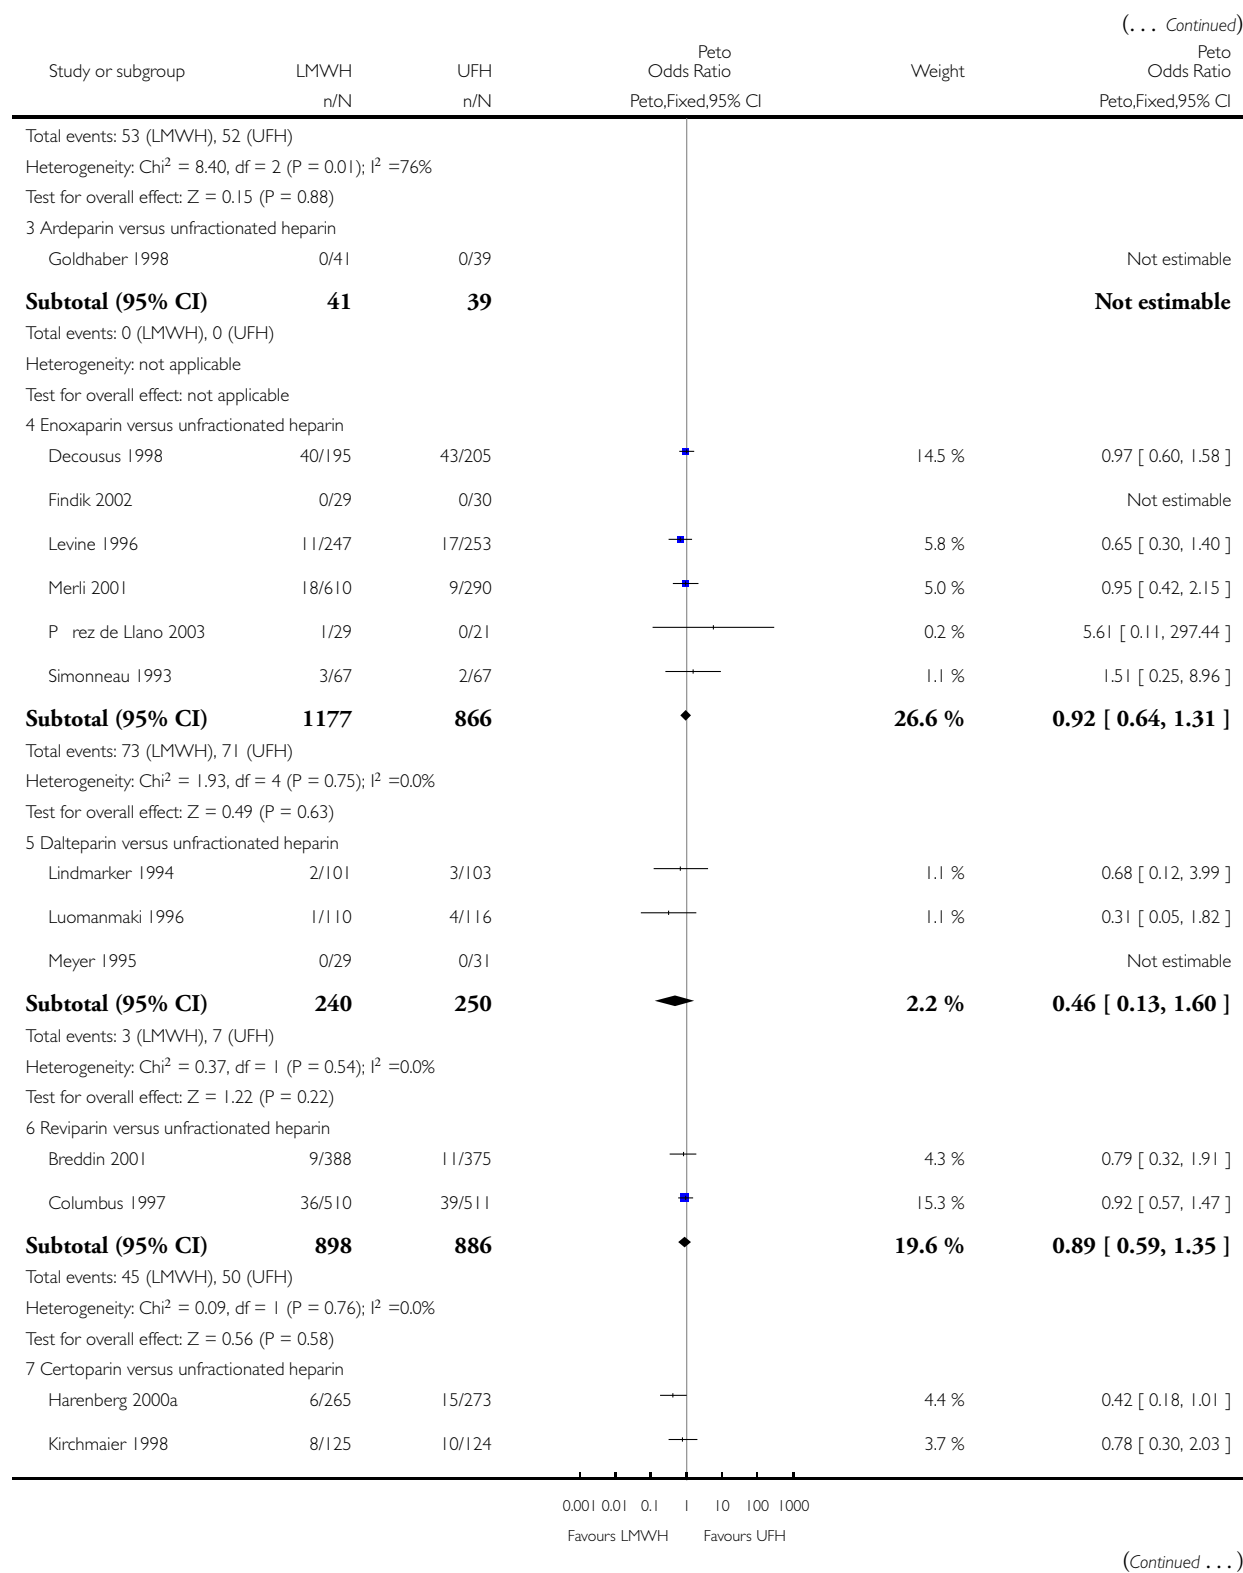 (... Continued)
Peto
Peto
Study or subgroup LMWH UFH Odds Ratio Weight Odds Ratio
n/N n/N Peto,Fixed,95% CI Peto,Fixed,95% CI
Total events: 53 (LMWH), 52 (UFH)
Heterogeneity: Chi² = 8.40, df = 2 (P = 0.01); I² =76%
Test for overall effect: Z = 0.15 (P = 0.88)
3 Ardeparin versus unfractionated heparin
Goldhaber 1998 0/41 0/39 Not estimable
Subtotal (95% CI) 41 39 Not estimable
Total events: 0 (LMWH), 0 (UFH)
Heterogeneity: not applicable
Test for overall effect: not applicable
4 Enoxaparin versus unfractionated heparin
Decousus 1998 40/195 43/205 14.5 % 0.97 [ 0.60, 1.58 ]
Findik 2002 0/29 0/30 Not estimable
Levine 1996 11/247 17/253 5.8 % 0.65 [ 0.30, 1.40 ]
Merli 2001 18/610 9/290 5.0 % 0.95 [ 0.42, 2.15 ]
P rez de Llano 2003 1/29 0/21 0.2 % 5.61 [ 0.11, 297.44 ]
Simonneau 1993 3/67 2/67 1.1 % 1.51 [ 0.25, 8.96 ]
Subtotal (95% CI) 1177 866 26.6 % 0.92 [ 0.64, 1.31 ]
Total events: 73 (LMWH), 71 (UFH)
Heterogeneity: Chi² = 1.93, df = 4 (P = 0.75); I² =0.0%
Test for overall effect: Z = 0.49 (P = 0.63)
5 Dalteparin versus unfractionated heparin
Lindmarker 1994 2/101 3/103 1.1 % 0.68 [ 0.12, 3.99 ]
Luomanmaki 1996 1/110 4/116 1.1 % 0.31 [ 0.05, 1.82 ]
Meyer 1995 0/29 0/31 Not estimable
Subtotal (95% CI) 240 250 2.2 % 0.46 [ 0.13, 1.60 ]
Total events: 3 (LMWH), 7 (UFH)
Heterogeneity: Chi² = 0.37, df = 1 (P = 0.54); I² =0.0%
Test for overall effect: Z = 1.22 (P = 0.22)
6 Reviparin versus unfractionated heparin
Breddin 2001 9/388 11/375 4.3 % 0.79 [ 0.32, 1.91 ]
Columbus 1997 36/510 39/511 15.3 % 0.92 [ 0.57, 1.47 ]
Subtotal (95% CI) 898 886 19.6 % 0.89 [ 0.59, 1.35 ]
Total events: 45 (LMWH), 50 (UFH)
Heterogeneity: Chi² = 0.09, df = 1 (P = 0.76); I² =0.0%
Test for overall effect: Z = 0.56 (P = 0.58)
7 Certoparin versus unfractionated heparin
Harenberg 2000a 6/265 15/273 4.4 % 0.42 [ 0.18, 1.01 ]
Kirchmaier 1998 8/125 10/124 3.7 % 0.78 [ 0.30, 2.03 ]
0.001 0.01 0.1 1 10 100 1000
Favours LMWH Favours UFH
(Continued ...)